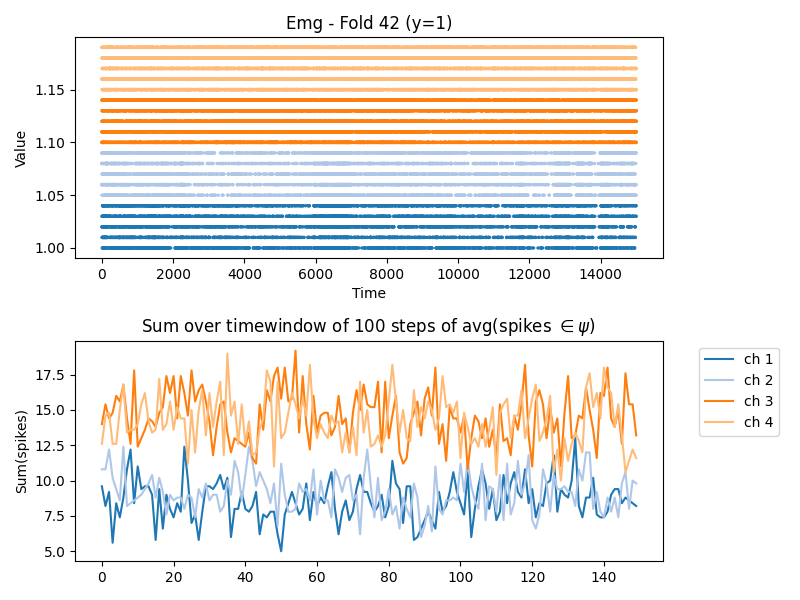 Emg - Fold 42 (y=1)
Value
1.15
1.10
1.05
1.00
0 2000 4000 6000 8000 10000 12000 14000
Time
Sum over timewindow of 100 steps of avg(spikes ∈ψ)
Sum(spikes)
17.5
15.0
12.5
10.0
7.5
5.0
0 20 40 60 80 100 120 140
ch 1
ch 2
ch 3
ch 4